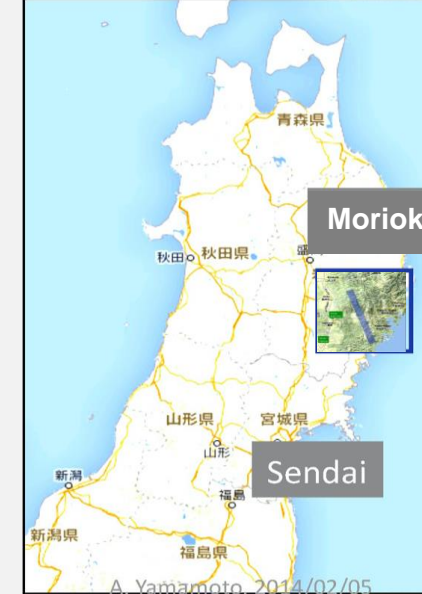 青森県
Moriok
秋田 秋田県
盛
山形県 宮城県
山形
Sendai
新潟
福島
新潟県
福島県
A. Yamamoto, 2014/02/05